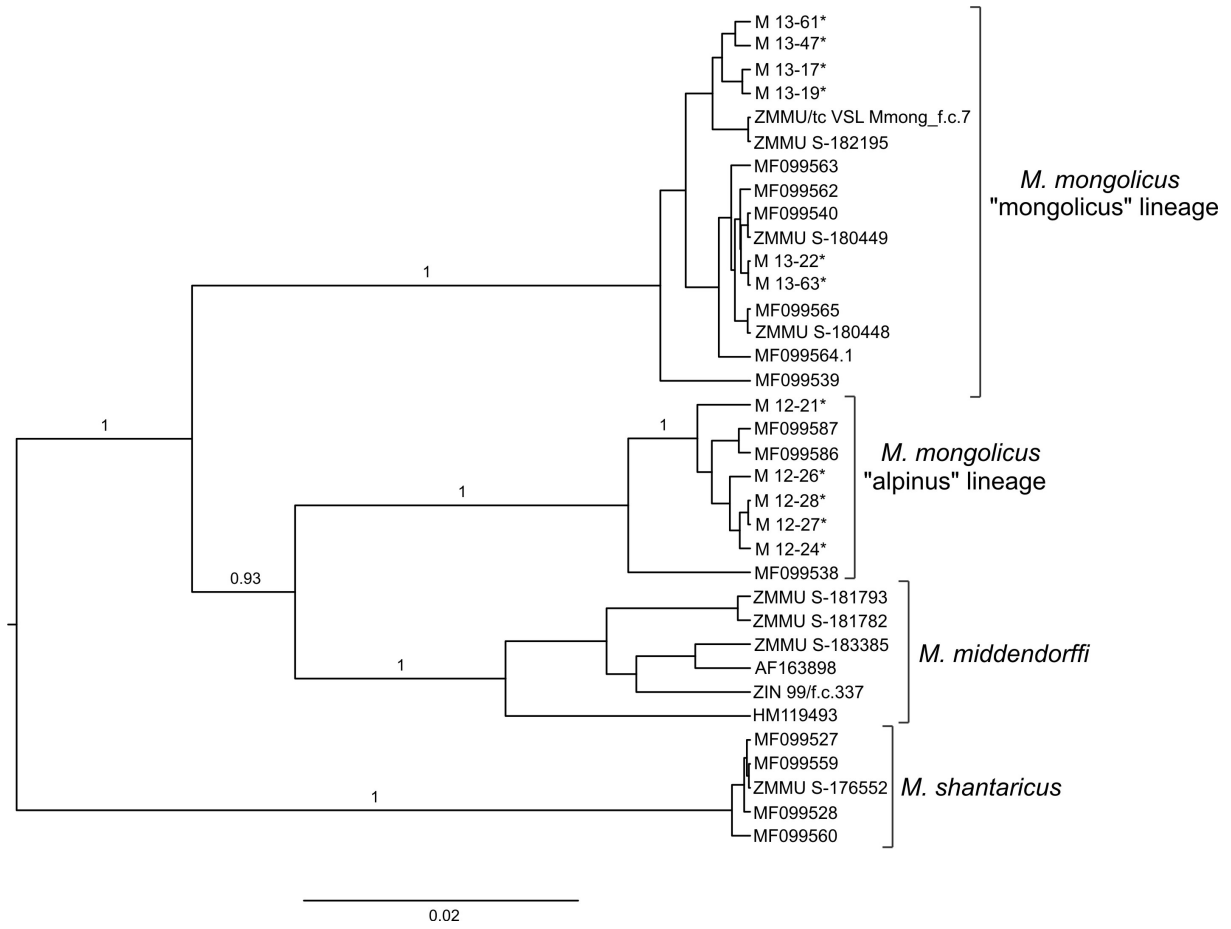 M 13-61*
M 13-47*
M 13-17*
M 13-19*
ZMMU/tc VSL Mmong_f.c.7
ZMMU S-182195
MF099563
MF099562
MF099540
ZMMU S-180449
M 13-22*
M 13-63*
MF099565
ZMMU S-180448
MF099564.1
MF099539
M. mongolicus
"mongolicus" lineage
1
1
M 12-21*
MF099587
MF099586
M 12-26*
M 12-28*
M 12-27*
M 12-24*
MF099538
M. mongolicus
"alpinus" lineage
1
1
0.93
ZMMU S-181793
ZMMU S-181782
ZMMU S-183385
AF163898
ZIN 99/f.c.337
HM119493
M. middendorffi
1
MF099527
MF099559
ZMMU S-176552
MF099528
MF099560
M. shantaricus
1
0.02